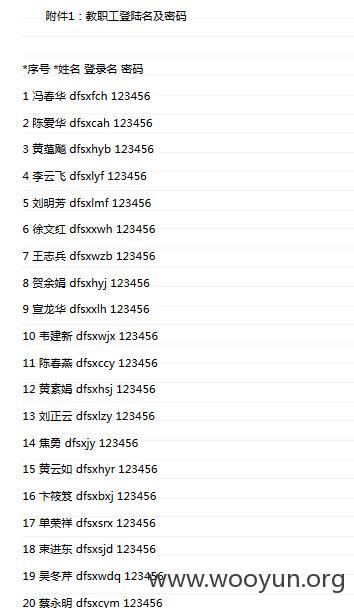 附件1：教职工登陆名及密码
*序号 *姓名 登录名 密码
1 冯春华 dfsxfch 123456
2 陈爱华 dfsxcah 123456
3 黄蕴飚 dfsxhyb 123456
4 李云飞 dfsxlyf 123456
5 刘明芳 dfsxlmf 123456
6 徐文红 dfsxxwh 123456
7 王志兵 dfsxwzb 123456
8 贺余娟 dfsxhyj 123456
9 宣龙华 dfsxxlh 123456
10 韦建新 dfsxwjx 123456
11 陈春燕 dfsxccy 123456
12 黄素娟 dfsxhsj 123456
13 刘正云 dfsxlzy 123456
14 焦勇 dfsxjy 123456
15 黄云如 dfsxhyr 123456
16 卞筱笈 dfsxbxj 123456
17 单荣祥 dfsxsrx 123456
18 束进东 dfsxsjd 123456
19 吴冬芹 dfsxwdq 123456
www.wooyun.org
20 蔡永明 dfsxcym 123456